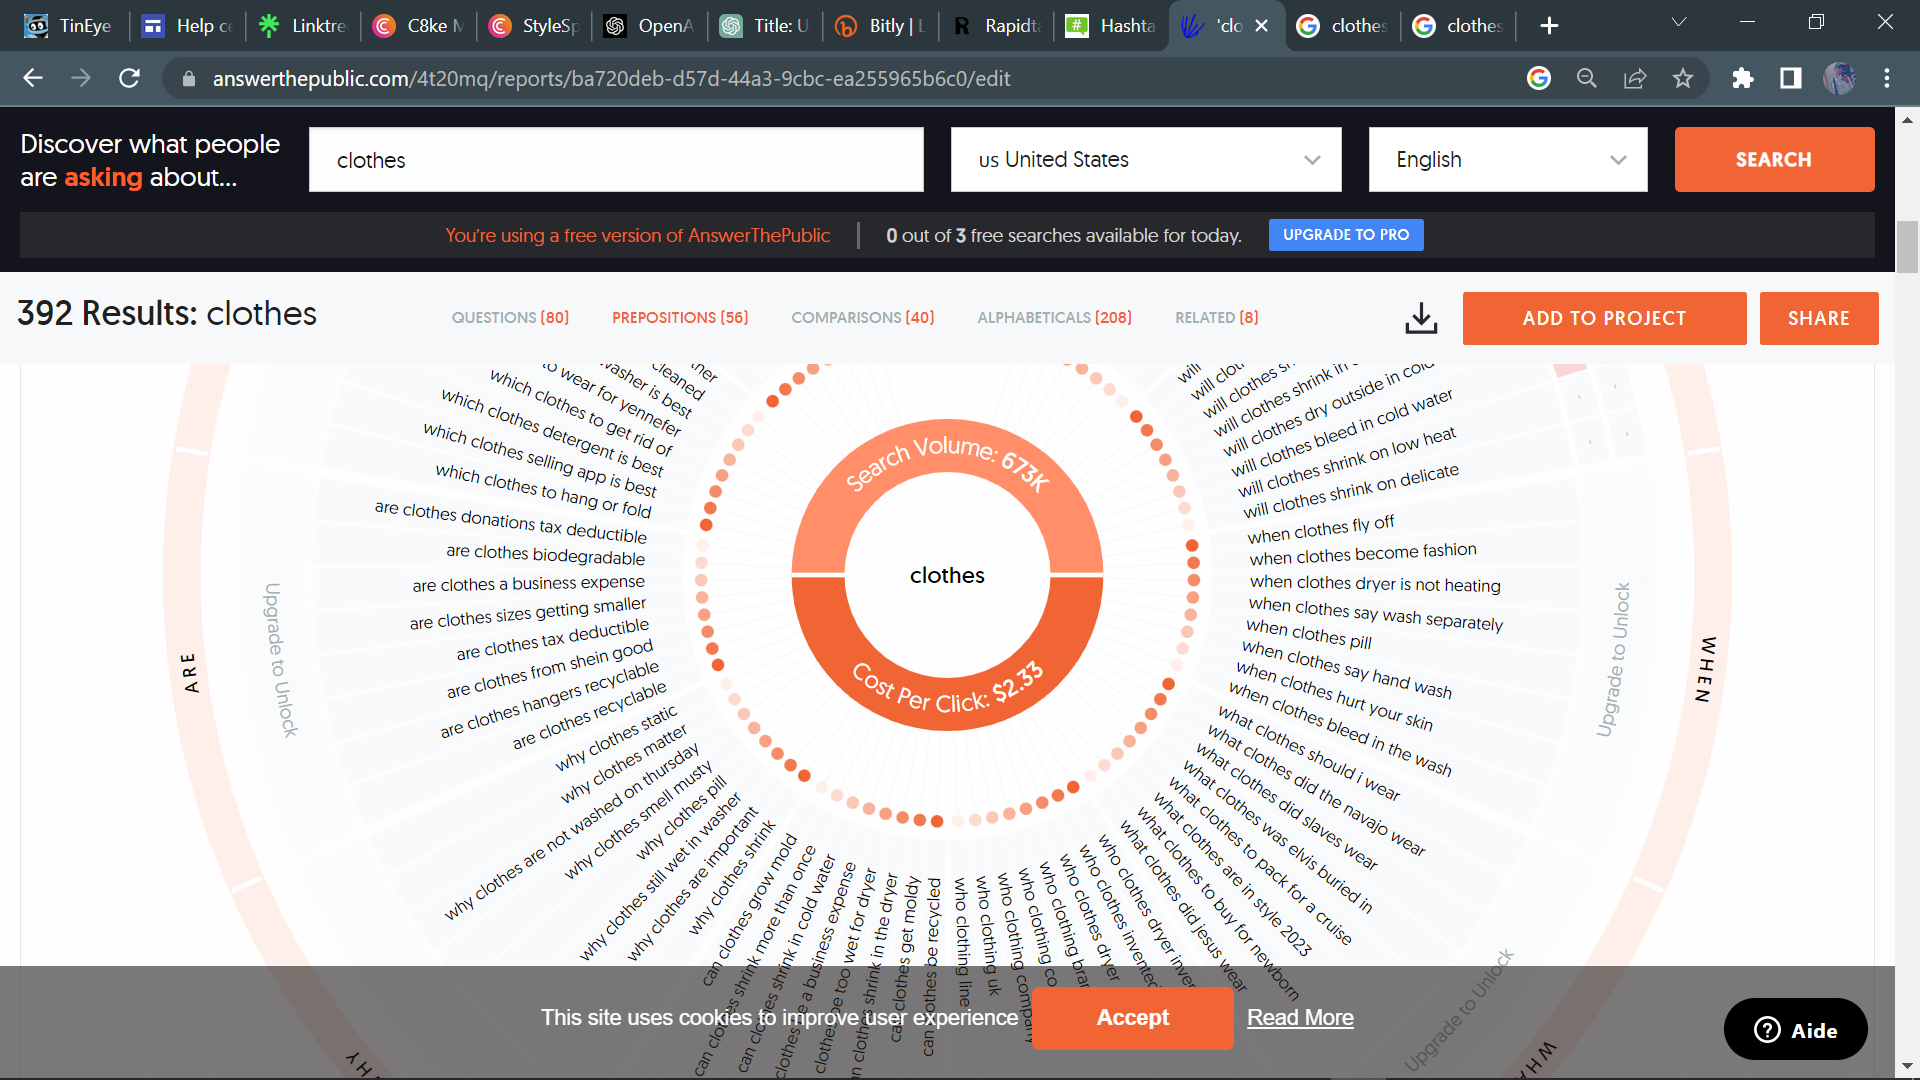 TinEye
Help ce
Linktre
C8ke M
StyleSp
OpenA
Title: U
Bitly | L
Rapidta
Hashta
'clo
clothes
clothes
answerthepublic.com/4t20mq/reports/ba720deb-d57d-44a3-9cbc-ea255965b6c0/edit
Discover what people
are asking about...
clothes
us United States
English
SEARCH
You're using a free version of AnswerThePublic
0 out of 3 free searches available for today.
UPGRADE TO PRO
392 Results: clothes
QUESTIONS (80)
PREPOSITIONS (56)
COMPARISONS (40)
ALPHABETICALS (208)
RELATED (8)
ADD TO PROJECT
SHARE
cleaned
washer is best
to wear for yennefer
which clothes to get rid of
which clothes detergent is best
which clothes selling app is best
which clothes to hang or fold
are clothes donations tax deductible
are clothes biodegradable
are clothes a business expense
are clothes sizes getting smaller
are clothes tax deductible
are clothes from shein good
are clothes hangers recyclable
are clothes recyclable
why clothes static
why clothes matter
why clothes are not washed on thursday
why clothes smell musty
why clothes pill
why clothes still wet in washer
why clothes are important
why clothes shrink
can clothes grow mold
can clothes shrink more than once
can clothes shrink in cold water
clothes be a business expense
clothes be too wet for dryer
can clothes shrink in the dryer
can clothes get moldy
can clothes be recycled
Search Volume: 673K
clothes
Cost Per Click: $2.33
will
will clot
will clothes sh
will clothes shrink in
will clothes dry outside in cold
will clothes bleed in cold water
will clothes shrink on low heat
will clothes shrink on delicate
when clothes fly off
when clothes become fashion
when clothes dryer is not heating
when clothes say wash separately
when clothes pill
when clothes say hand wash
when clothes hurt your skin
when clothes bleed in the wash
what clothes should i wear
what clothes did the navajo wear
what clothes did slaves wear
what clothes was elvis buried in
what clothes to pack for a cruise
what clothes are in style 2023
what clothes to buy for newborn
what clothes did jesus wear
who clothes dryer inver
who clothes invented
who clothes dryer
who clothing bran
who clothing co
who clothing company
who clothing uk
who clothing line
ARE
Upgrade to Unlock
WHEN
Upgrade to Unlock
Upgrade to Unlock
WHY
WHA
This site uses cookies to improve user experience
Accept
Read More
Aide